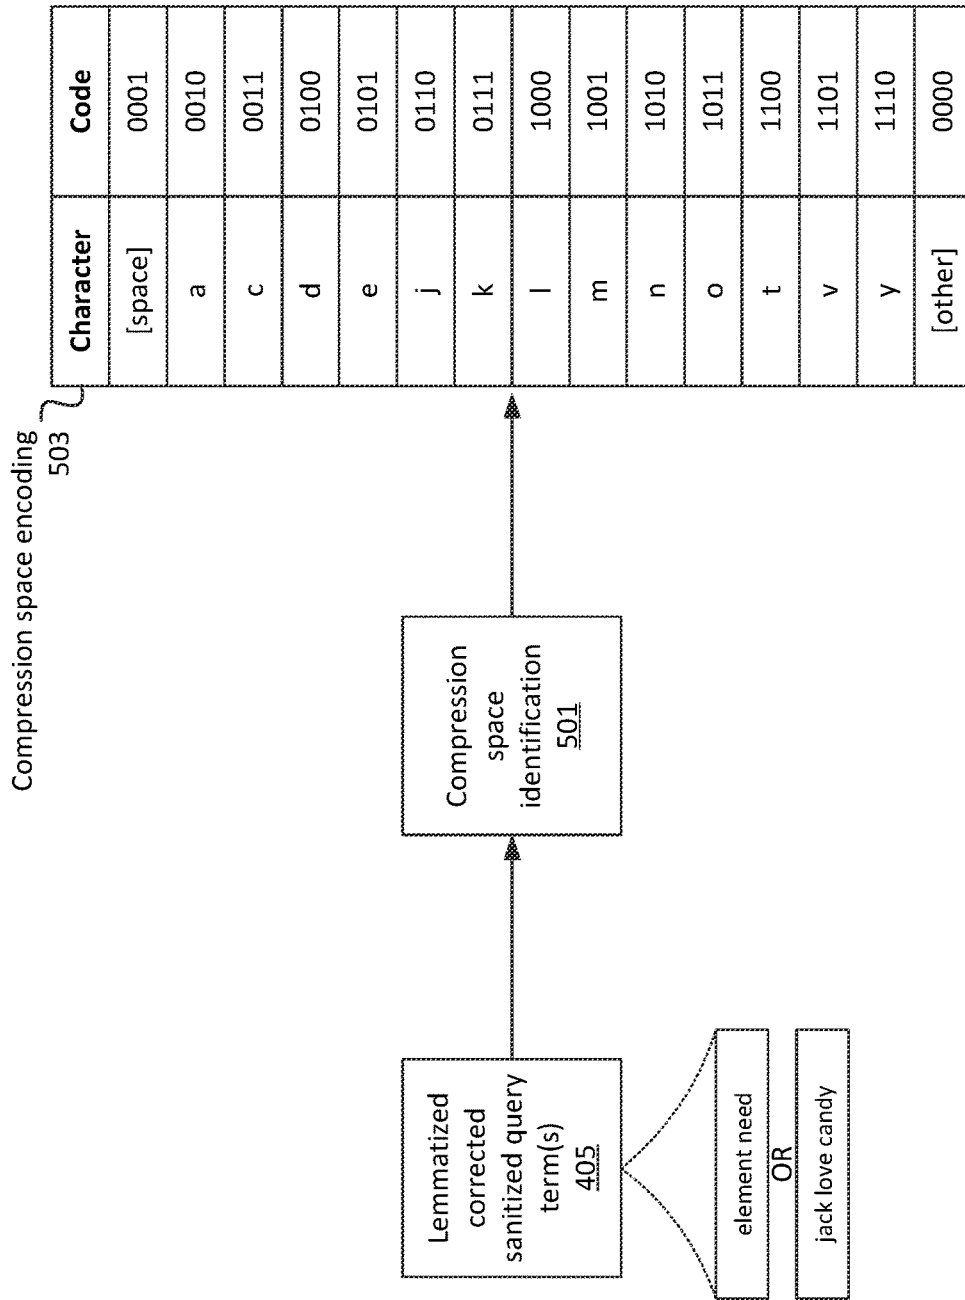 Compression space encoding
503
Lemmatized
corrected
sanitized query
term(s)
405
element need
OR
jack love candy
Compression
space
identification
501
Character Code
[space] 0001
a 0010
c 0011
d 0100
e 0101
j 0110
k 0111
l 1000
m 1001
n 1010
o 1011
t 1100
v 1101
y 1110
[other] 0000